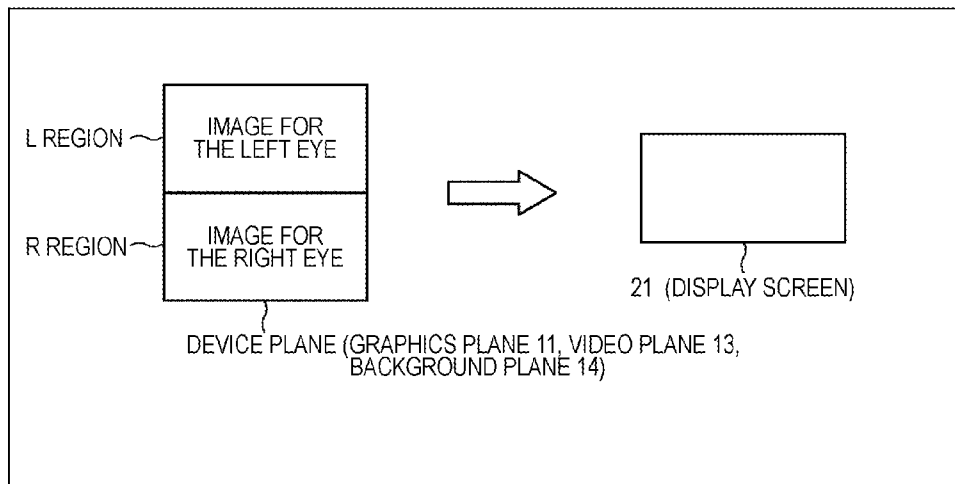 L REGION
IMAGE FOR
THE LEFT EYE
R REGION
IMAGE FOR
THE RIGHT EYE
21 (DISPLAY SCREEN)
DEVICE PLANE (GRAPHICS PLANE 11, VIDEO PLANE 13,
BACKGROUND PLANE 14)